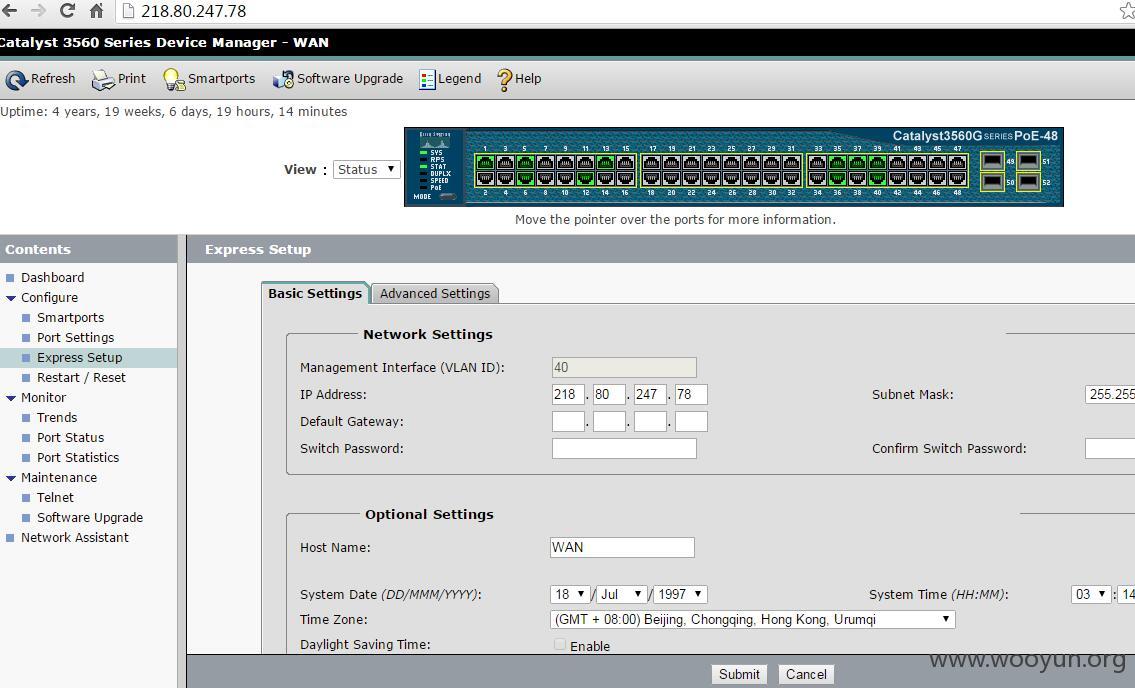 218.80.247.78
Catalyst 3560 Series Device Manager - WAN
Refresh Print Smartports Software Upgrade Legend Help
Uptime: 4 years, 19 weeks, 6 days, 19 hours, 14 minutes
View : Status
Catalyst3560G SERIES PoE-48
SYS
RPS
STAT
DUPLX
SPEED
PoE
MODE
1 3 5 7 9 11 13 15 17 19 21 23 25 27 29 31 33 35 37 39 41 43 45 47
49 51
50 52
2 4 6 8 10 12 14 16 18 20 22 24 26 28 30 32 34 36 38 40 42 44 46 48
Move the pointer over the ports for more information.
Contents
Dashboard
Configure
Smartports
Port Settings
Express Setup
Restart / Reset
Monitor
Trends
Port Status
Port Statistics
Maintenance
Telnet
Software Upgrade
Network Assistant
Express Setup
Basic Settings Advanced Settings
Network Settings
Management Interface (VLAN ID): 40
IP Address: 218 . 80 . 247 . 78 Subnet Mask: 255.255
Default Gateway: . . .
Switch Password: Confirm Switch Password:
Optional Settings
Host Name: WAN
System Date (DD/MMM/YYYY): 18 / Jul / 1997 System Time (HH:MM): 03 : 14
Time Zone: (GMT + 08:00) Beijing, Chongqing, Hong Kong, Urumqi
Daylight Saving Time: Enable
Submit Cancel
www.wooyun.org